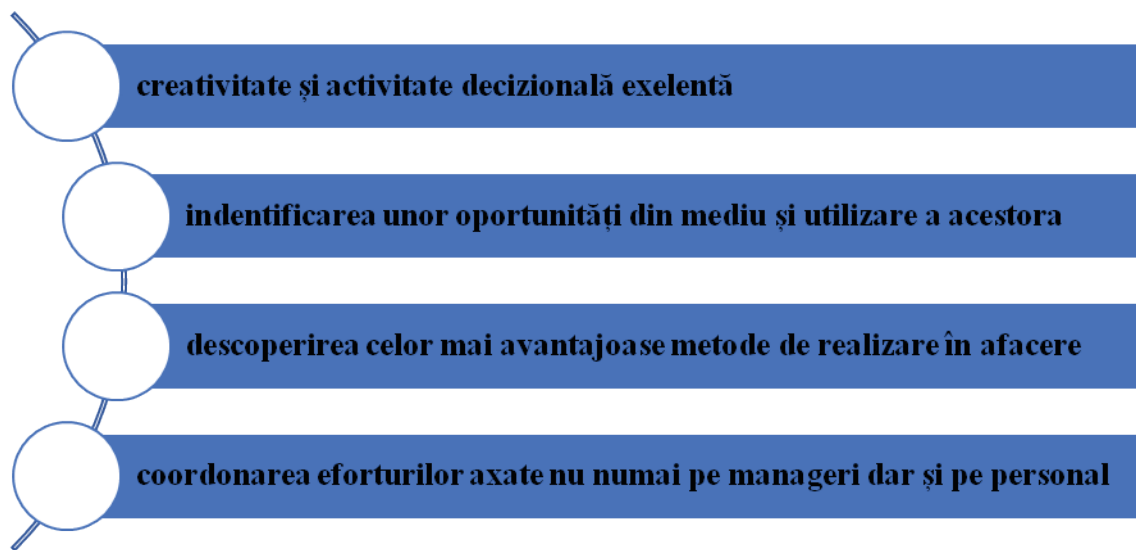 creativitate și activitate decizională exelentă
indentificarea unor oportunități din mediu și utilizare a acestora
descoperirea celor mai avantajoase metode de realizare în afacere
coordonarea eforturilor axate nu numai pe manageri dar și pe personal